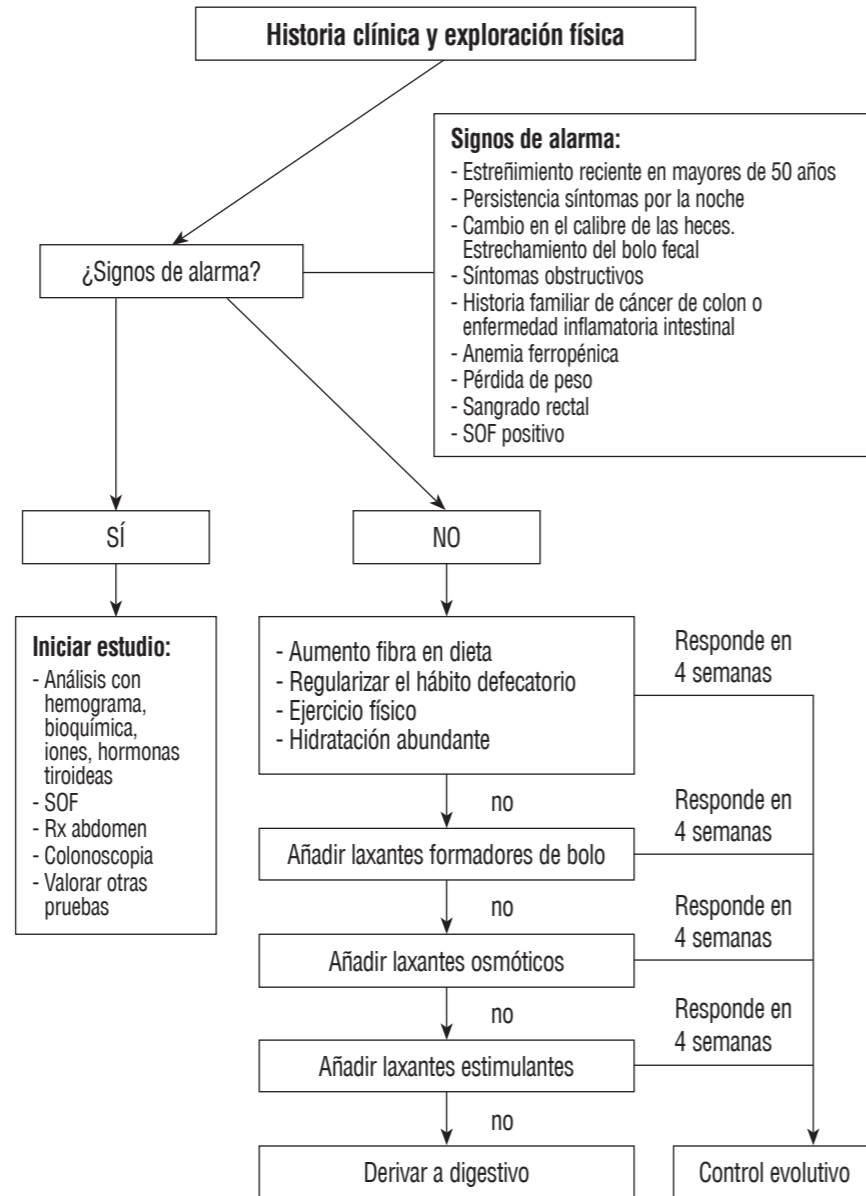 Historia clínica y exploración física
Signos de alarma:
- Estreñimiento reciente en mayores de 50 años
- Persistencia síntomas por la noche
- Cambio en el calibre de las heces.
Estrechamiento del bolo fecal
- Síntomas obstructivos
- Historia familiar de cáncer de colon o
enfermedad inflamatoria intestinal
- Anemia ferropénica
- Pérdida de peso
- Sangrado rectal
- SOF positivo
¿Signos de alarma?
SÍ
NO
Iniciar estudio:
- Análisis con
hemograma,
bioquímica,
iones, hormonas
tiroideas
- SOF
- Rx abdomen
- Colonoscopia
- Valorar otras
pruebas
- Aumento fibra en dieta
- Regularizar el hábito defecatorio
- Ejercicio físico
- Hidratación abundante
Responde en
4 semanas
no
Añadir laxantes formadores de bolo
Responde en
4 semanas
no
Añadir laxantes osmóticos
Responde en
4 semanas
no
Añadir laxantes estimulantes
Responde en
4 semanas
no
Derivar a digestivo
Control evolutivo